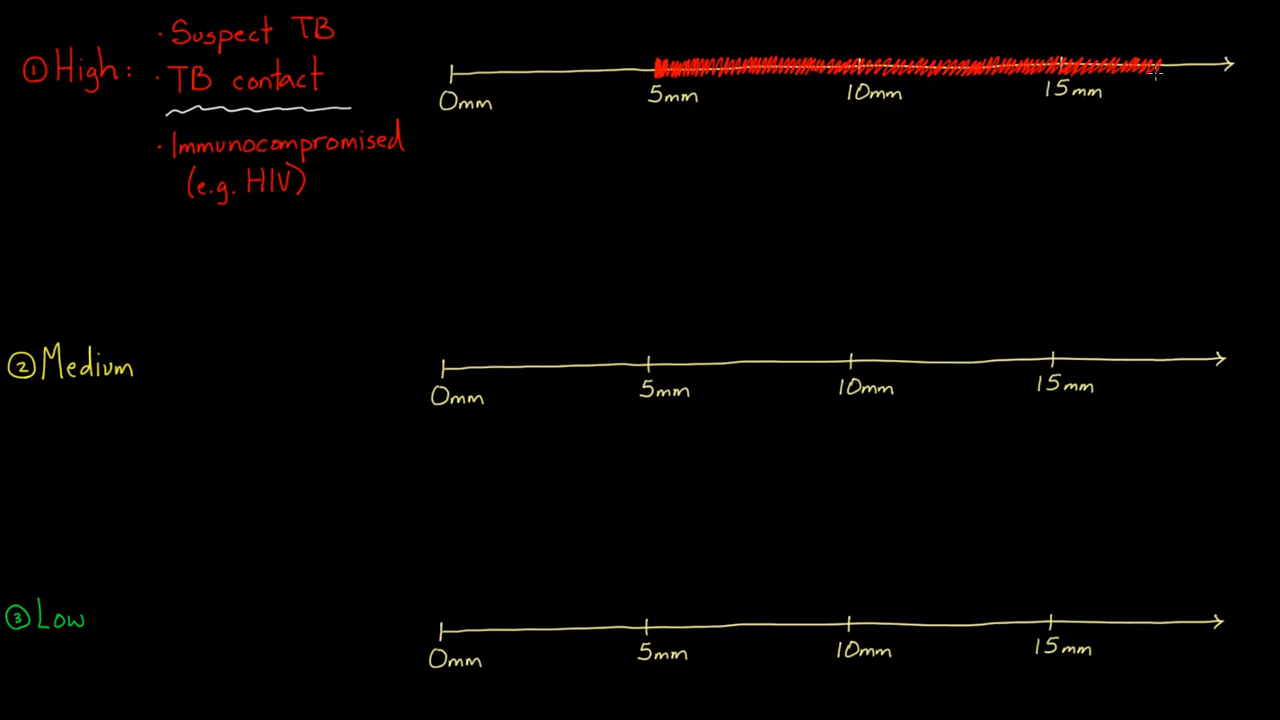 · Suspect TB
① High: · TB contact
· Immunocompromised
(e.g. HIV)
0mm 5mm 10mm 15mm
② Medium
0mm 5mm 10mm 15mm
③ Low
0mm 5mm 10mm 15mm